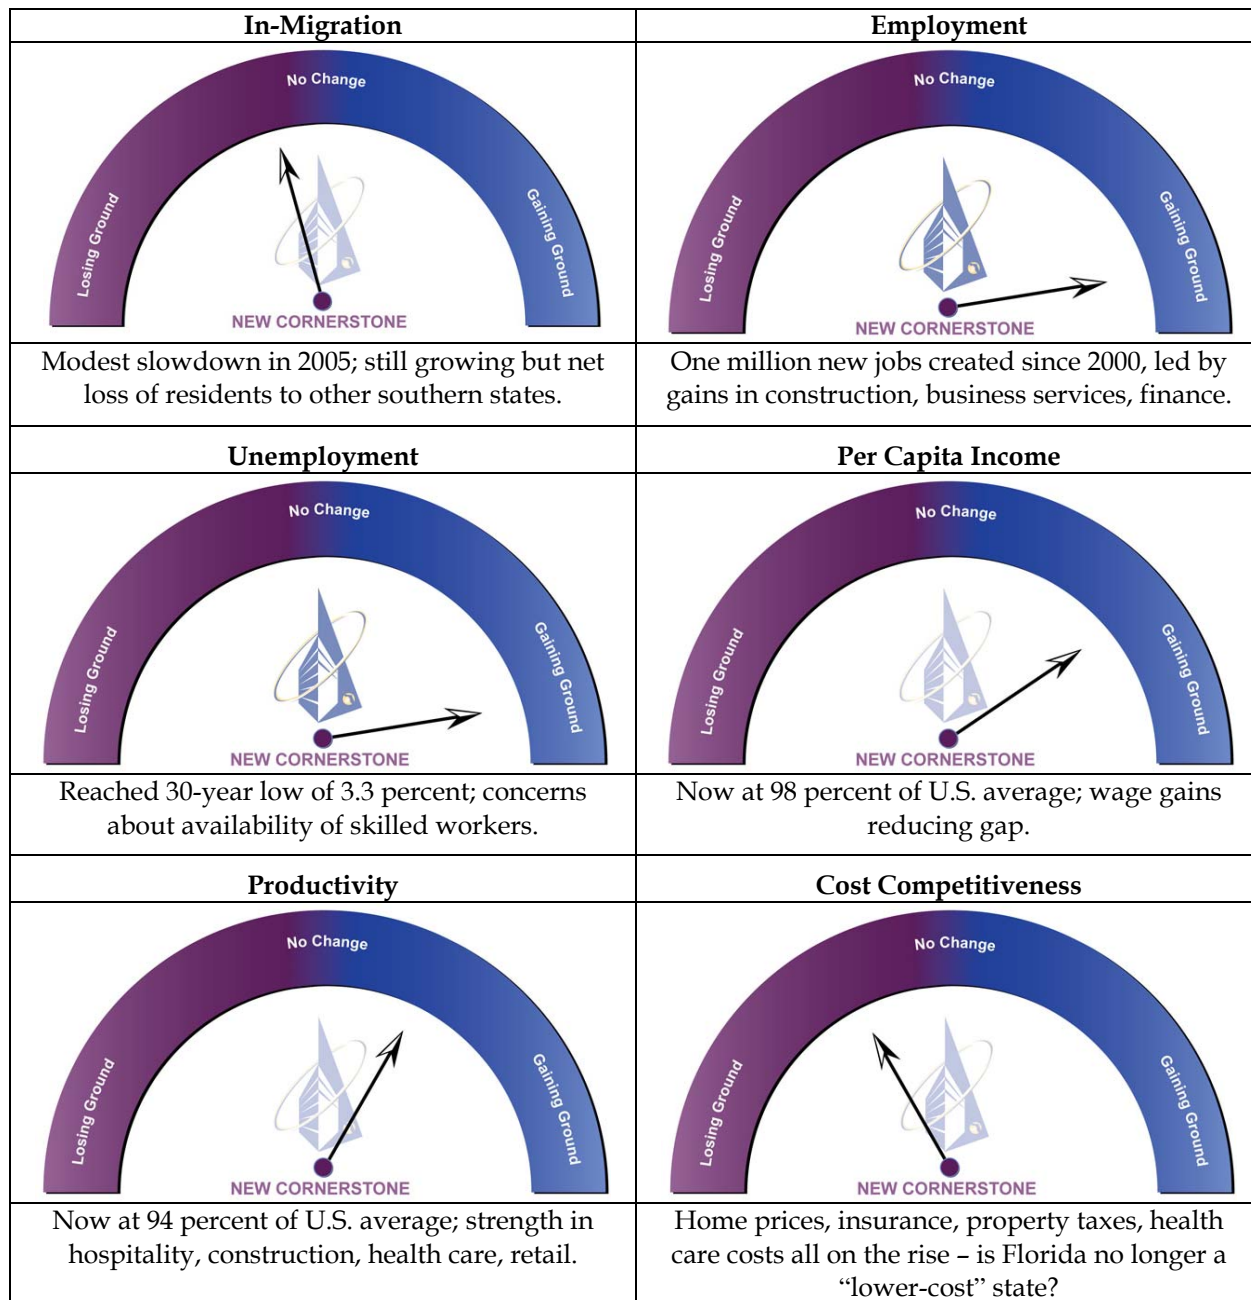 In-Migration
No Change
Losing Ground
Gaining Ground
NEW CORNERSTONE
Modest slowdown in 2005; still growing but net
loss of residents to other southern states.
Employment
No Change
Losing Ground
Gaining Ground
NEW CORNERSTONE
One million new jobs created since 2000, led by
gains in construction, business services, finance.
Unemployment
No Change
Losing Ground
Gaining Ground
NEW CORNERSTONE
Reached 30-year low of 3.3 percent; concerns
about availability of skilled workers.
Per Capita Income
No Change
Losing Ground
Gaining Ground
NEW CORNERSTONE
Now at 98 percent of U.S. average; wage gains
reducing gap.
Productivity
No Change
Losing Ground
Gaining Ground
NEW CORNERSTONE
Now at 94 percent of U.S. average; strength in
hospitality, construction, health care, retail.
Cost Competitiveness
No Change
Losing Ground
Gaining Ground
NEW CORNERSTONE
Home prices, insurance, property taxes, health
care costs all on the rise – is Florida no longer a
“lower-cost” state?